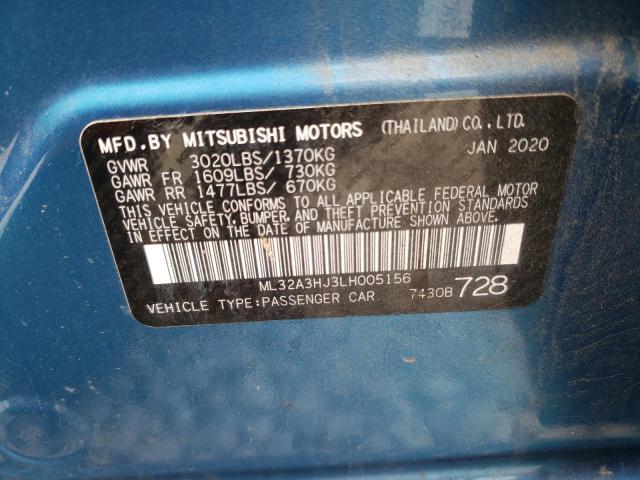 MFD.BY MITSUBISHI MOTORS (THAILAND) CO., LTD.
GVWR 3020LBS/1370KG JAN 2020
GAWR FR 1609LBS/ 730KG
GAWR RR 1477LBS/ 670KG
THIS VEHICLE CONFORMS TO ALL APPLICABLE FEDERAL MOTOR
VEHICLE SAFETY, BUMPER, AND THEFT PREVENTION STANDARDS
IN EFFECT ON THE DATE OF MANUFACTURE SHOWN ABOVE.
ML32A3HJ3LH005156
VEHICLE TYPE:PASSENGER CAR 7430B 728